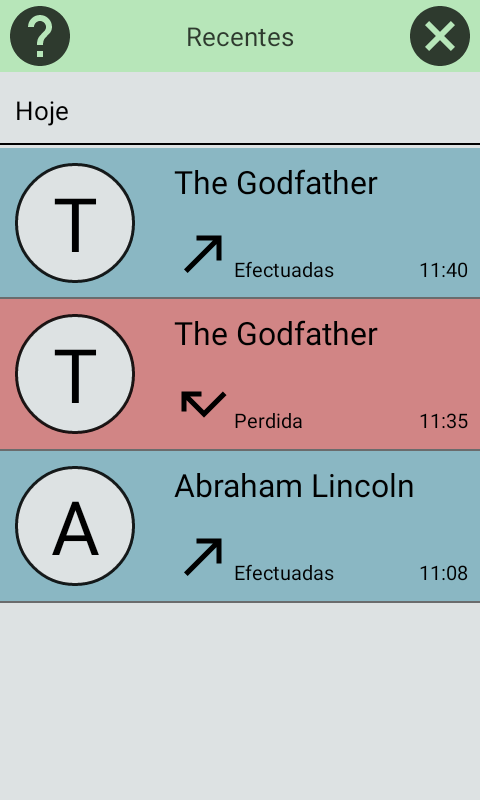 Recentes
Hoje
T
The Godfather
Efectuadas 11:40
T
The Godfather
Perdida 11:35
A
Abraham Lincoln
Efectuadas 11:08